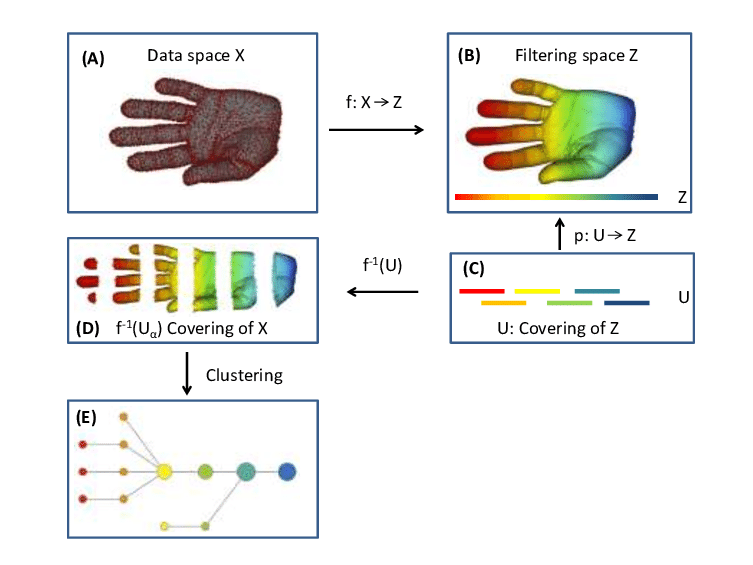 (A) Data space X
f: X → Z
(B) Filtering space Z
Z
p: U → Z
(C)
U
U: Covering of Z
f-1(U)
(D) f-1(Uα) Covering of X
Clustering
(E)